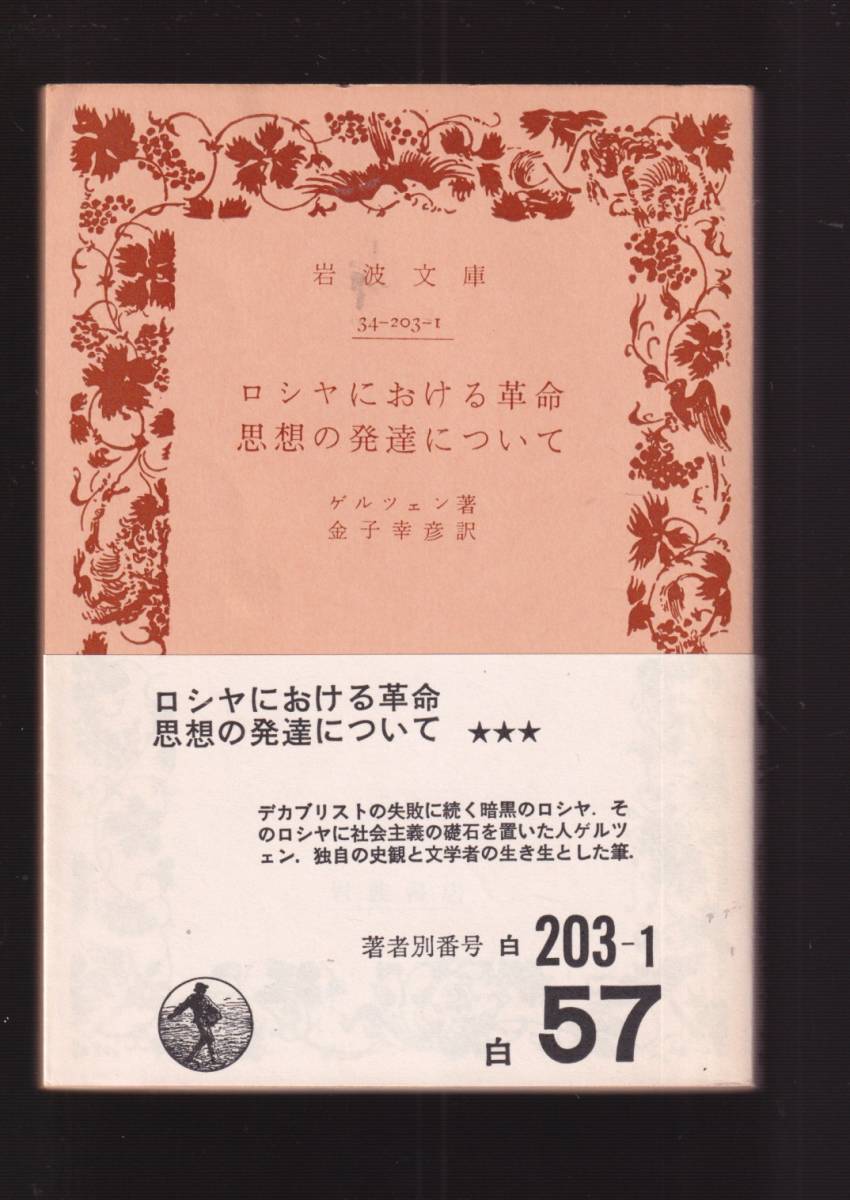 岩波文庫
34-203-1
ロシヤにおける革命
思想の発達について
ゲルツェン著
金子幸彦訳
ロシヤにおける革命
思想の発達について ★★★
デカブリストの失敗に続く暗黒のロシヤ．そ
のロシヤに社会主義の礎石を置いた人ゲルツ
ェン．独自の史観と文学者の生き生とした筆．
著者別番号 白 203-1
白 57